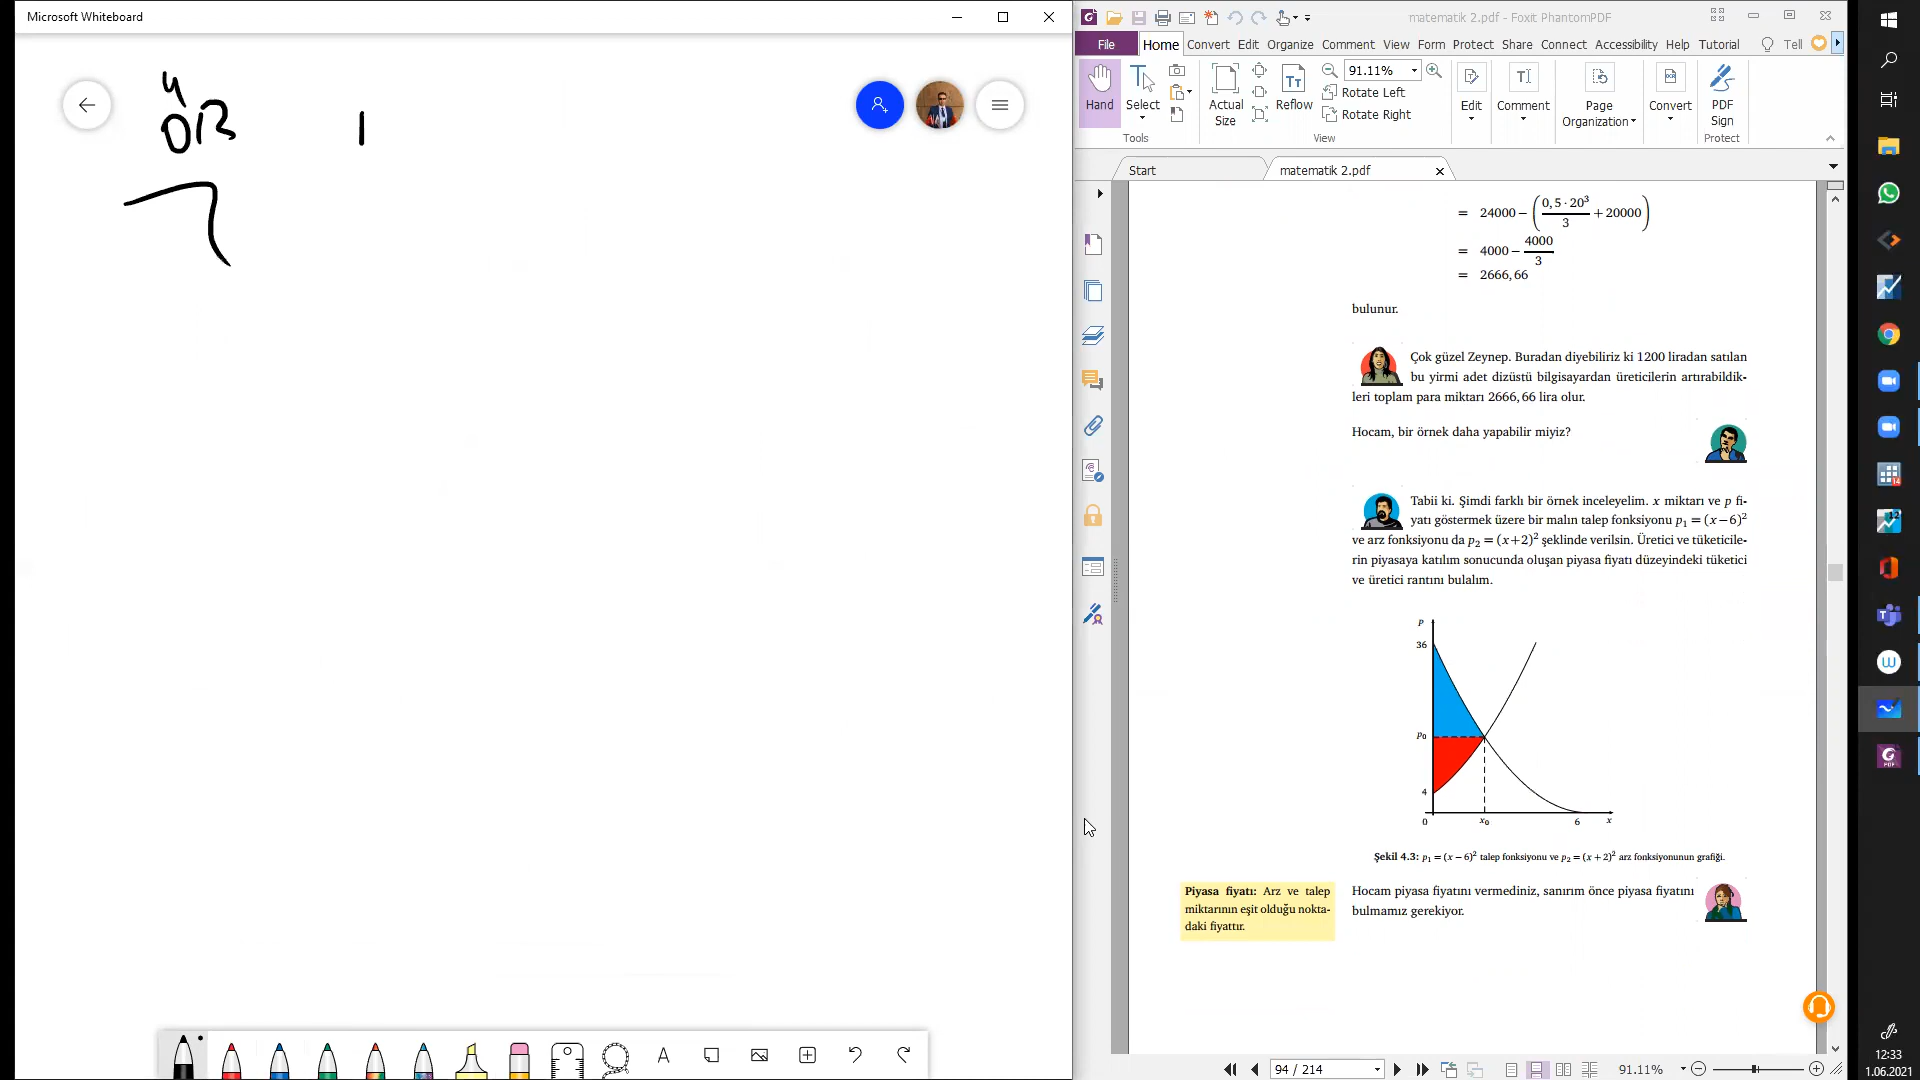 Microsoft Whiteboard
matematik 2.pdf - Foxit PhantomPDF
File Home Convert Edit Organize Comment View Form Protect Share Connect Accessibility Help Tutorial Tell
Hand
Select
Actual Size
Reflow
91.11%
Rotate Left
Rotate Right
Edit
Comment
Page Organization
Convert
PDF Sign
Tools
View
Protect
Start
matematik 2.pdf
= 24000 − (0,5·20³/3 + 20000)
= 4000 − 4000/3
= 2666,66
bulunur.
Çok güzel Zeynep. Buradan diyebiliriz ki 1200 liradan satılan
bu yirmi adet dizüstü bilgisayardan üreticilerin artırabildik-
leri toplam para miktarı 2666,66 lira olur.
Hocam, bir örnek daha yapabilir miyiz?
Tabii ki. Şimdi farklı bir örnek inceleyelim. x miktarı ve p fi-
yatı göstermek üzere bir malın talep fonksiyonu p₁ = (x−6)²
ve arz fonksiyonu da p₂ = (x+2)² şeklinde verilsin. Üretici ve tüketicile-
rin piyasaya katılım sonucunda oluşan piyasa fiyatı düzeyindeki tüketici
ve üretici rantını bulalım.
p
36
p₀
4
0
x₀
6
x
Şekil 4.3: p₁ = (x − 6)² talep fonksiyonu ve p₂ = (x + 2)² arz fonksiyonunun grafiği.
Piyasa fiyatı: Arz ve talep
miktarının eşit olduğu nokta-
daki fiyattır.
Hocam piyasa fiyatını vermediniz, sanırım önce piyasa fiyatını
bulmamız gerekiyor.
94 / 214
91.11%
12:33
1.06.2021